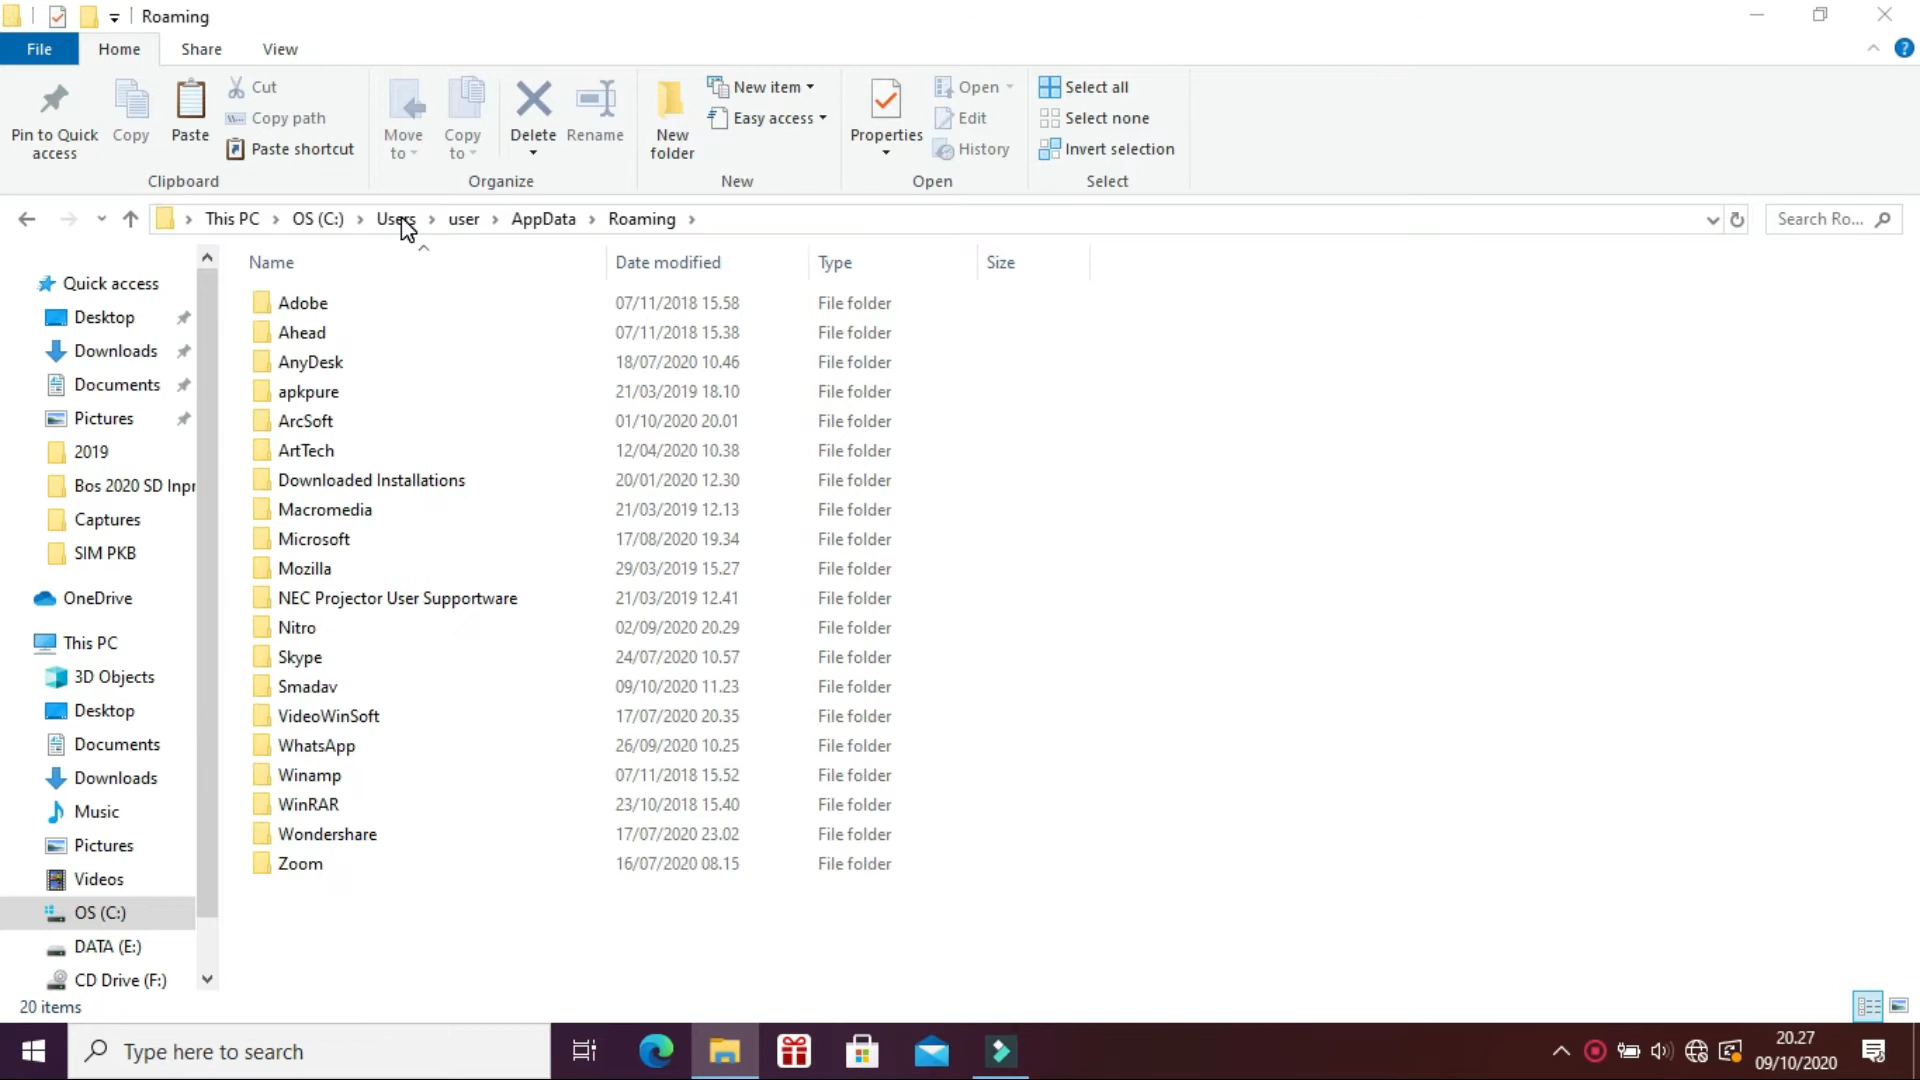 Roaming
File Home Share View
Pin to Quick access
Copy
Paste
Cut
Copy path
Paste shortcut
Clipboard
Move to
Copy to
Delete
Rename
Organize
New folder
New item
Easy access
New
Properties
Open
Edit
History
Open
Select all
Select none
Invert selection
Select
This PC > OS (C:) > Users > user > AppData > Roaming >
Search Ro...
Quick access
Desktop
Downloads
Documents
Pictures
2019
Bos 2020 SD Inpr
Captures
SIM PKB
OneDrive
This PC
3D Objects
Desktop
Documents
Downloads
Music
Pictures
Videos
OS (C:)
DATA (E:)
CD Drive (F:)
Name Date modified Type Size
Adobe 07/11/2018 15.58 File folder
Ahead 07/11/2018 15.38 File folder
AnyDesk 18/07/2020 10.46 File folder
apkpure 21/03/2019 18.10 File folder
ArcSoft 01/10/2020 20.01 File folder
ArtTech 12/04/2020 10.38 File folder
Downloaded Installations 20/01/2020 12.30 File folder
Macromedia 21/03/2019 12.13 File folder
Microsoft 17/08/2020 19.34 File folder
Mozilla 29/03/2019 15.27 File folder
NEC Projector User Supportware 21/03/2019 12.41 File folder
Nitro 02/09/2020 20.29 File folder
Skype 24/07/2020 10.57 File folder
Smadav 09/10/2020 11.23 File folder
VideoWinSoft 17/07/2020 20.35 File folder
WhatsApp 26/09/2020 10.25 File folder
Winamp 07/11/2018 15.52 File folder
WinRAR 23/10/2018 15.40 File folder
Wondershare 17/07/2020 23.02 File folder
Zoom 16/07/2020 08.15 File folder
20 items
Type here to search
20.27
09/10/2020